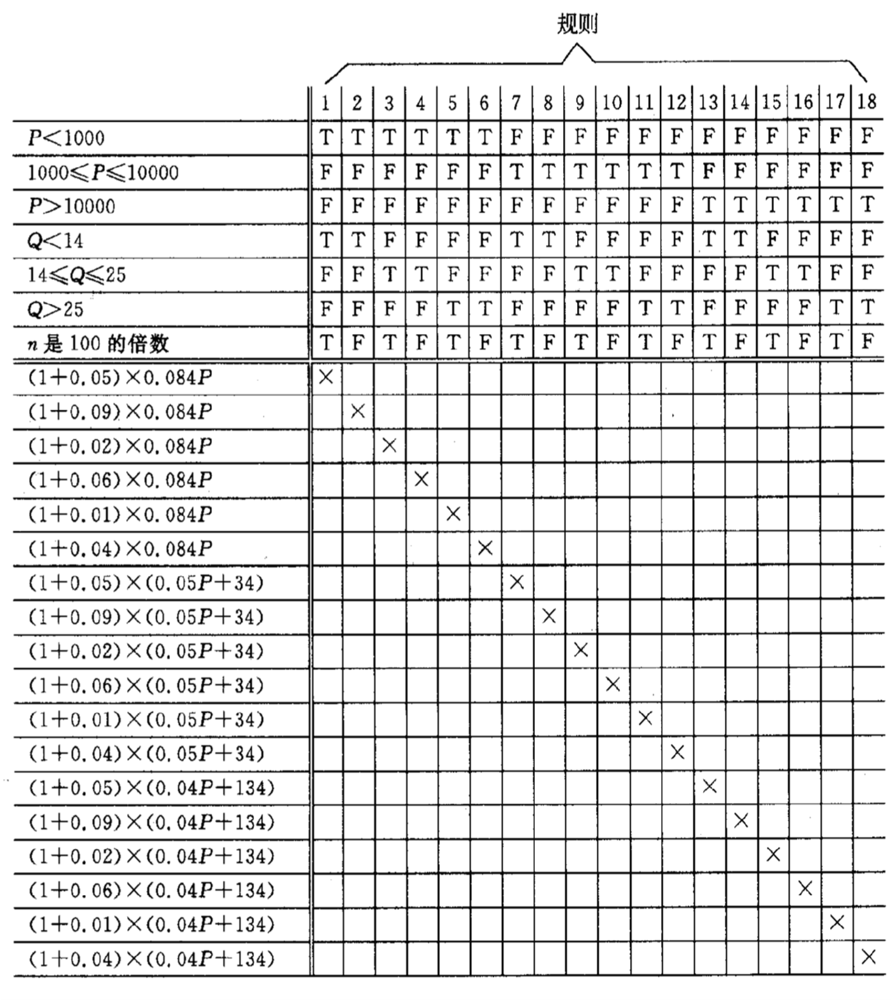 规则
1 2 3 4 5 6 7 8 9 10 11 12 13 14 15 16 17 18
P<1000 T T T T T T F F F F F F F F F F F F
1000≤P≤10000 F F F F F F T T T T T T F F F F F F
P>10000 F F F F F F F F F F F F T T T T T T
Q<14 T T F F F F T T F F F F T T F F F F
14≤Q≤25 F F T T F F F F T T F F F F T T F F
Q>25 F F F F T T F F F F T T F F F F T T
n是100的倍数 T F T F T F T F T F T F T F T F T F
(1+0.05)×0.084P ×
(1+0.09)×0.084P ×
(1+0.02)×0.084P ×
(1+0.06)×0.084P ×
(1+0.01)×0.084P ×
(1+0.04)×0.084P ×
(1+0.05)×(0.05P+34) ×
(1+0.09)×(0.05P+34) ×
(1+0.02)×(0.05P+34) ×
(1+0.06)×(0.05P+34) ×
(1+0.01)×(0.05P+34) ×
(1+0.04)×(0.05P+34) ×
(1+0.05)×(0.04P+134) ×
(1+0.09)×(0.04P+134) ×
(1+0.02)×(0.04P+134) ×
(1+0.06)×(0.04P+134) ×
(1+0.01)×(0.04P+134) ×
(1+0.04)×(0.04P+134) ×